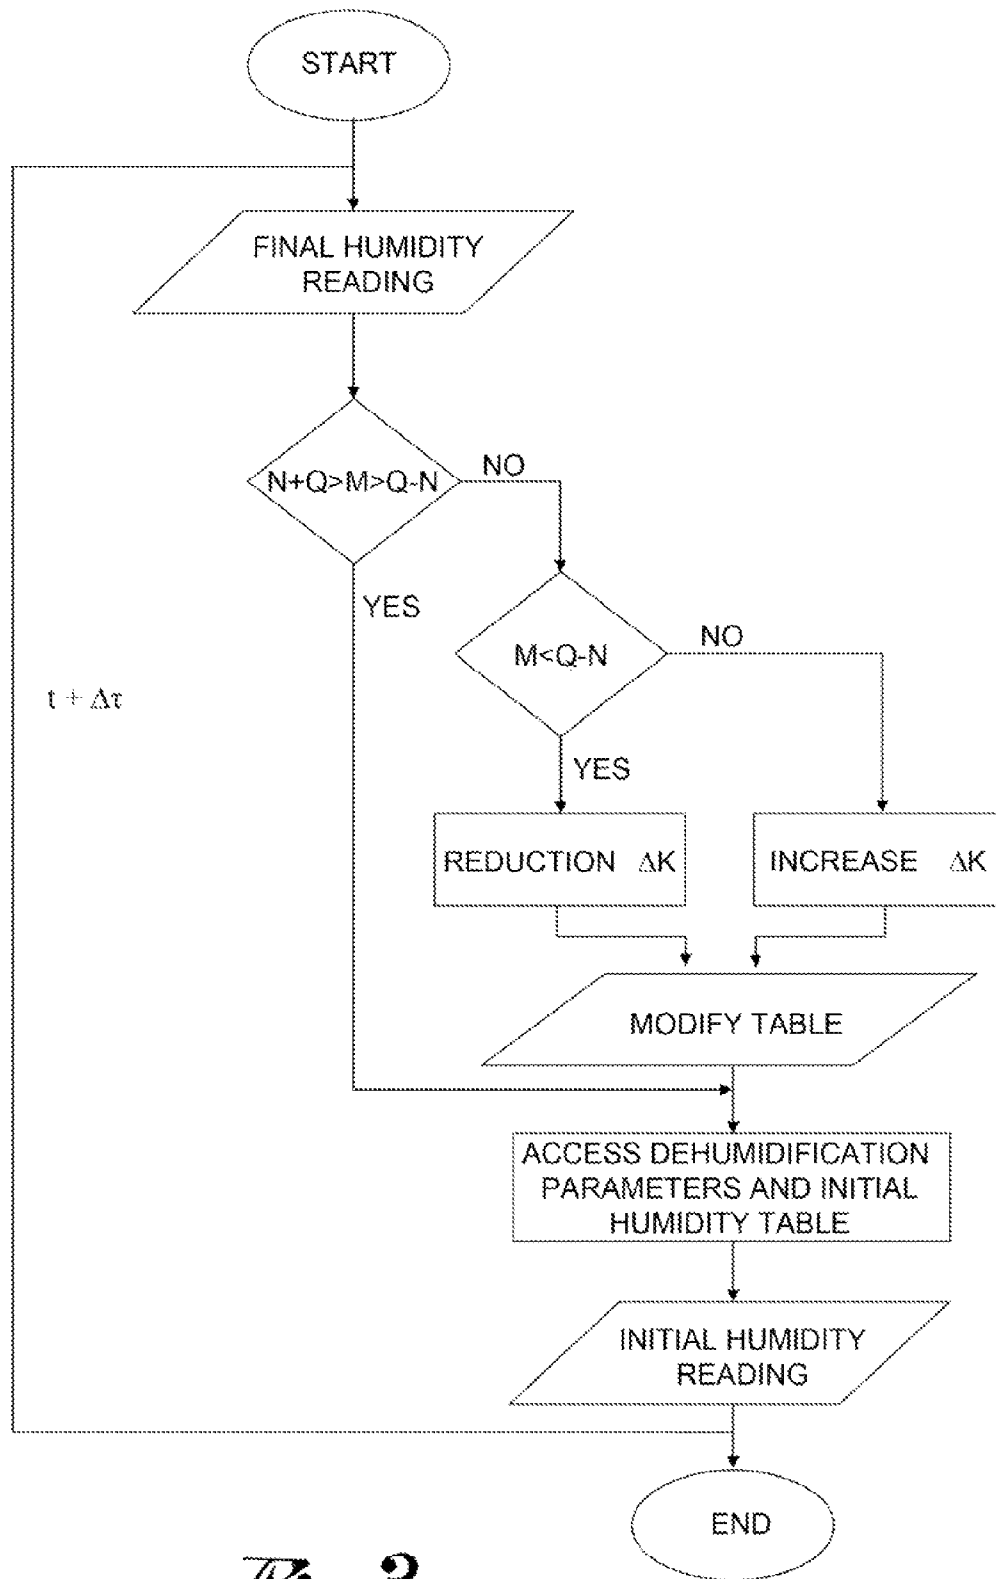 START
FINAL HUMIDITY
READING
N+Q>M>Q-N
NO
YES
M<Q-N
NO
t + Δτ
YES
REDUCTION ΔK
INCREASE ΔK
MODIFY TABLE
ACCESS DEHUMIDIFICATION
PARAMETERS AND INITIAL
HUMIDITY TABLE
INITIAL HUMIDITY
READING
END